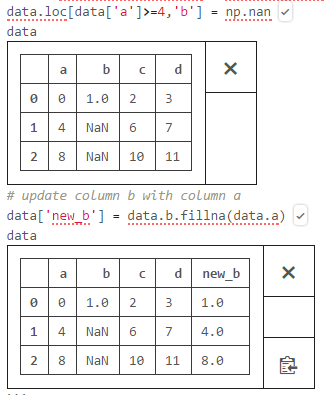 data.loc[data['a']>=4,'b'] = np.nan
data
a b c d
0 0 1.0 2 3
1 4 NaN 6 7
2 8 NaN 10 11
# update column b with column a
data['new_b'] = data.b.fillna(data.a)
data
a b c d new_b
0 0 1.0 2 3 1.0
1 4 NaN 6 7 4.0
2 8 NaN 10 11 8.0